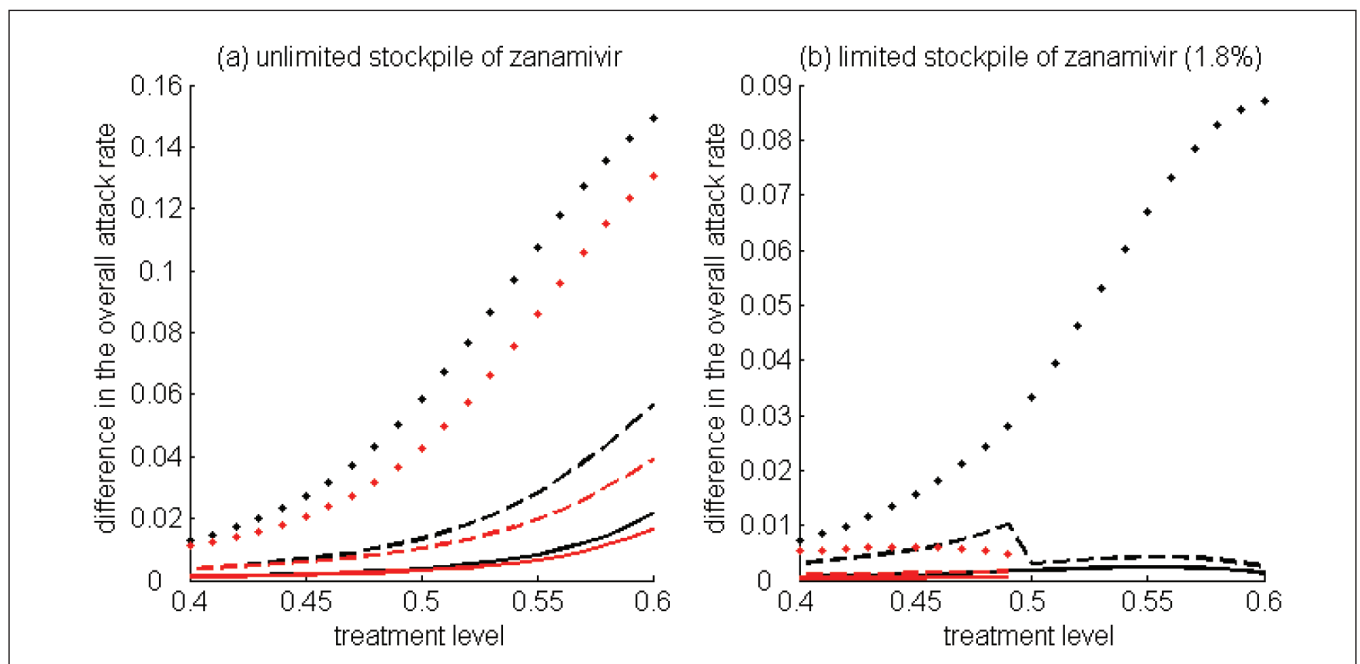 (a) unlimited stockpile of zanamivir
0.16
0.14
0.12
0.1
0.08
0.06
0.04
0.02
0
difference in the overall attack rate
0.4 0.45 0.5 0.55 0.6
treatment level
(b) limited stockpile of zanamivir (1.8%)
0.09
0.08
0.07
0.06
0.05
0.04
0.03
0.02
0.01
0
difference in the overall attack rate
0.4 0.45 0.5 0.55 0.6
treatment level